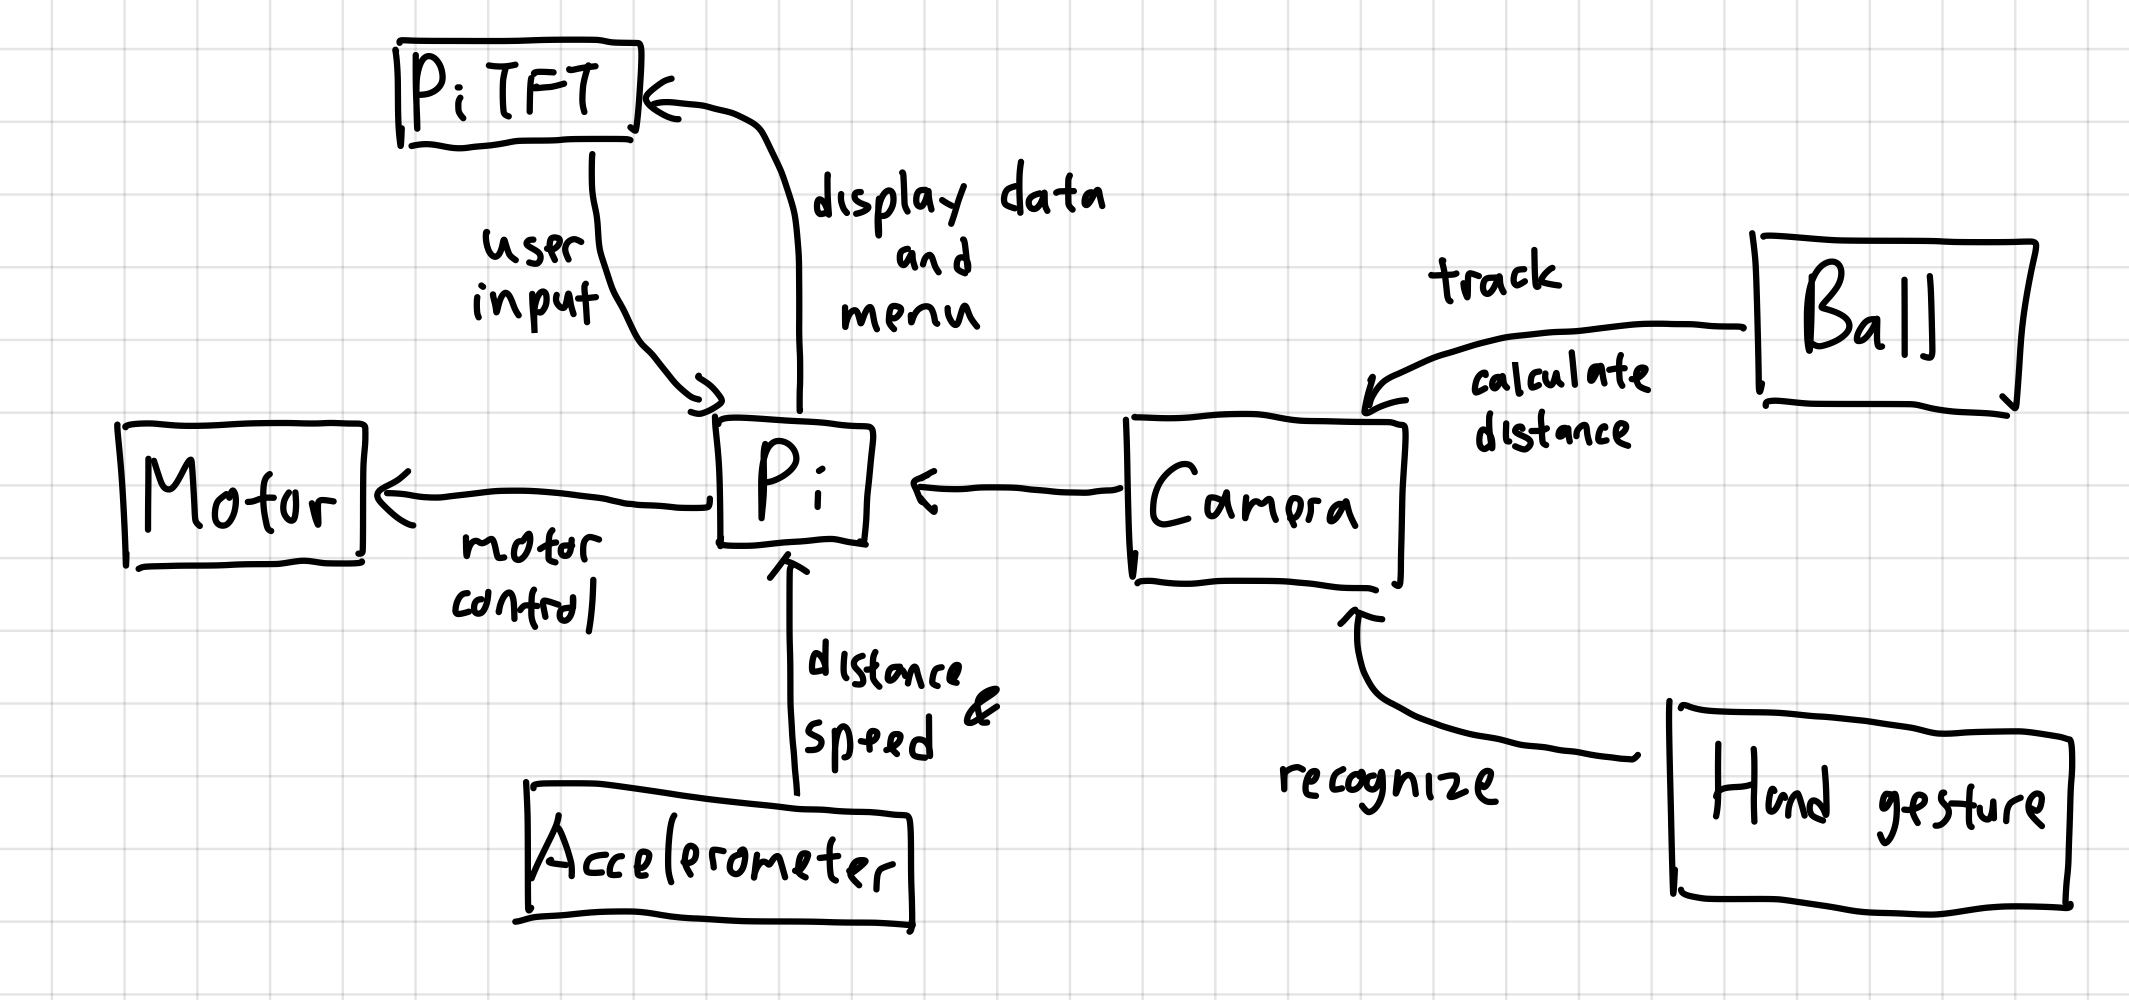 Pi TFT
display data
and
menu
user
input
track
Ball
calculate
distance
Motor
Pi
Camera
motor
control
distance &
speed
recognize
Hand gesture
Accelerometer